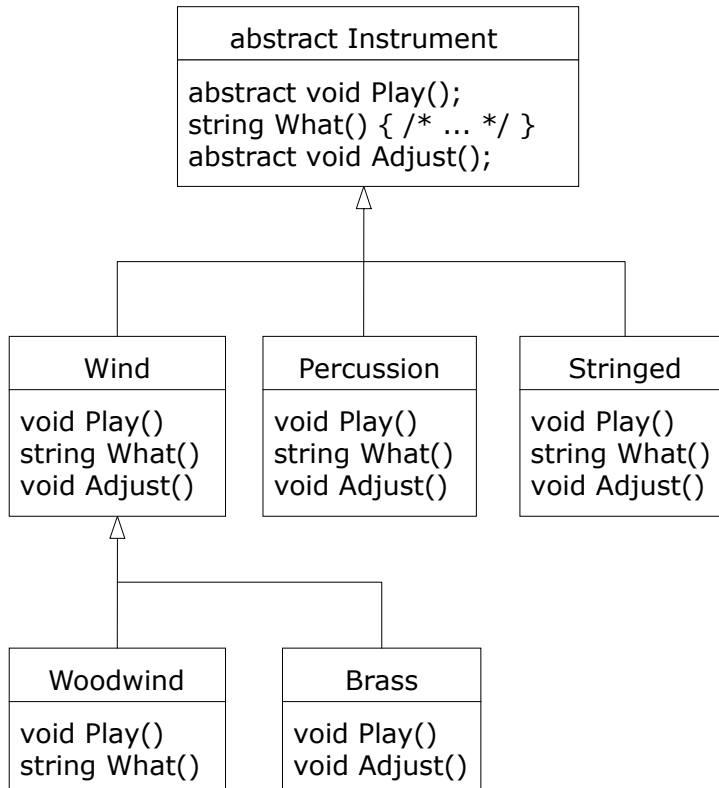 abstract Instrument
abstract void Play();
string What() { /* ... */ }
abstract void Adjust();
Wind
void Play()
string What()
void Adjust()
Percussion
void Play()
string What()
void Adjust()
Stringed
void Play()
string What()
void Adjust()
Woodwind
void Play()
string What()
Brass
void Play()
void Adjust()